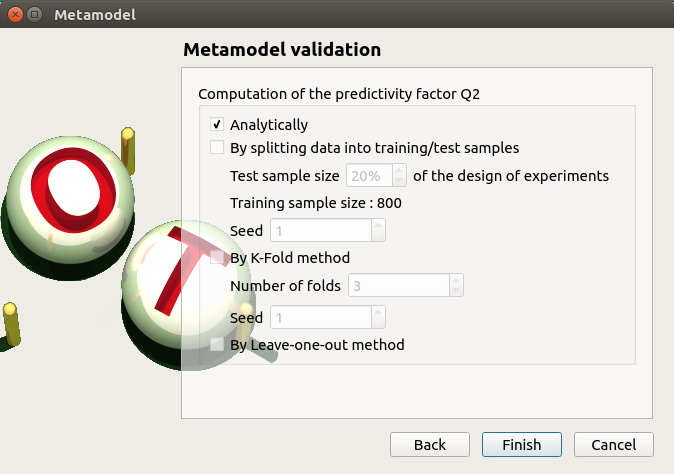 Metamodel
Metamodel validation
Computation of the predictivity factor Q2
Analytically
By splitting data into training/test samples
Test sample size 20% of the design of experiments
Training sample size : 800
Seed 1
By K-Fold method
Number of folds 3
Seed 1
By Leave-one-out method
Back Finish Cancel
O
T